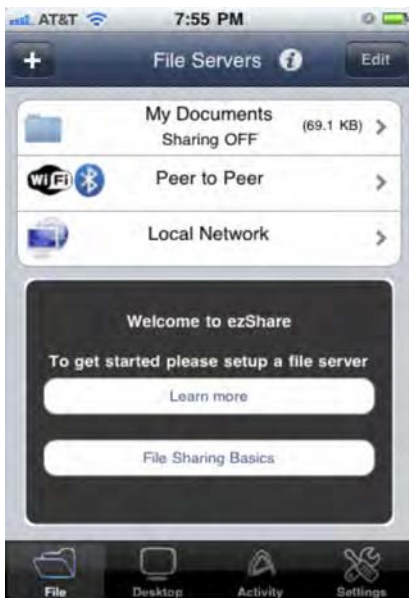 AT&T 7:55 PM
+ File Servers i Edit
My Documents
Sharing OFF
(69.1 KB)
WiFi Peer to Peer
Local Network
Welcome to ezShare
To get started please setup a file server
Learn more
File Sharing Basics
File Desktop Activity Settings